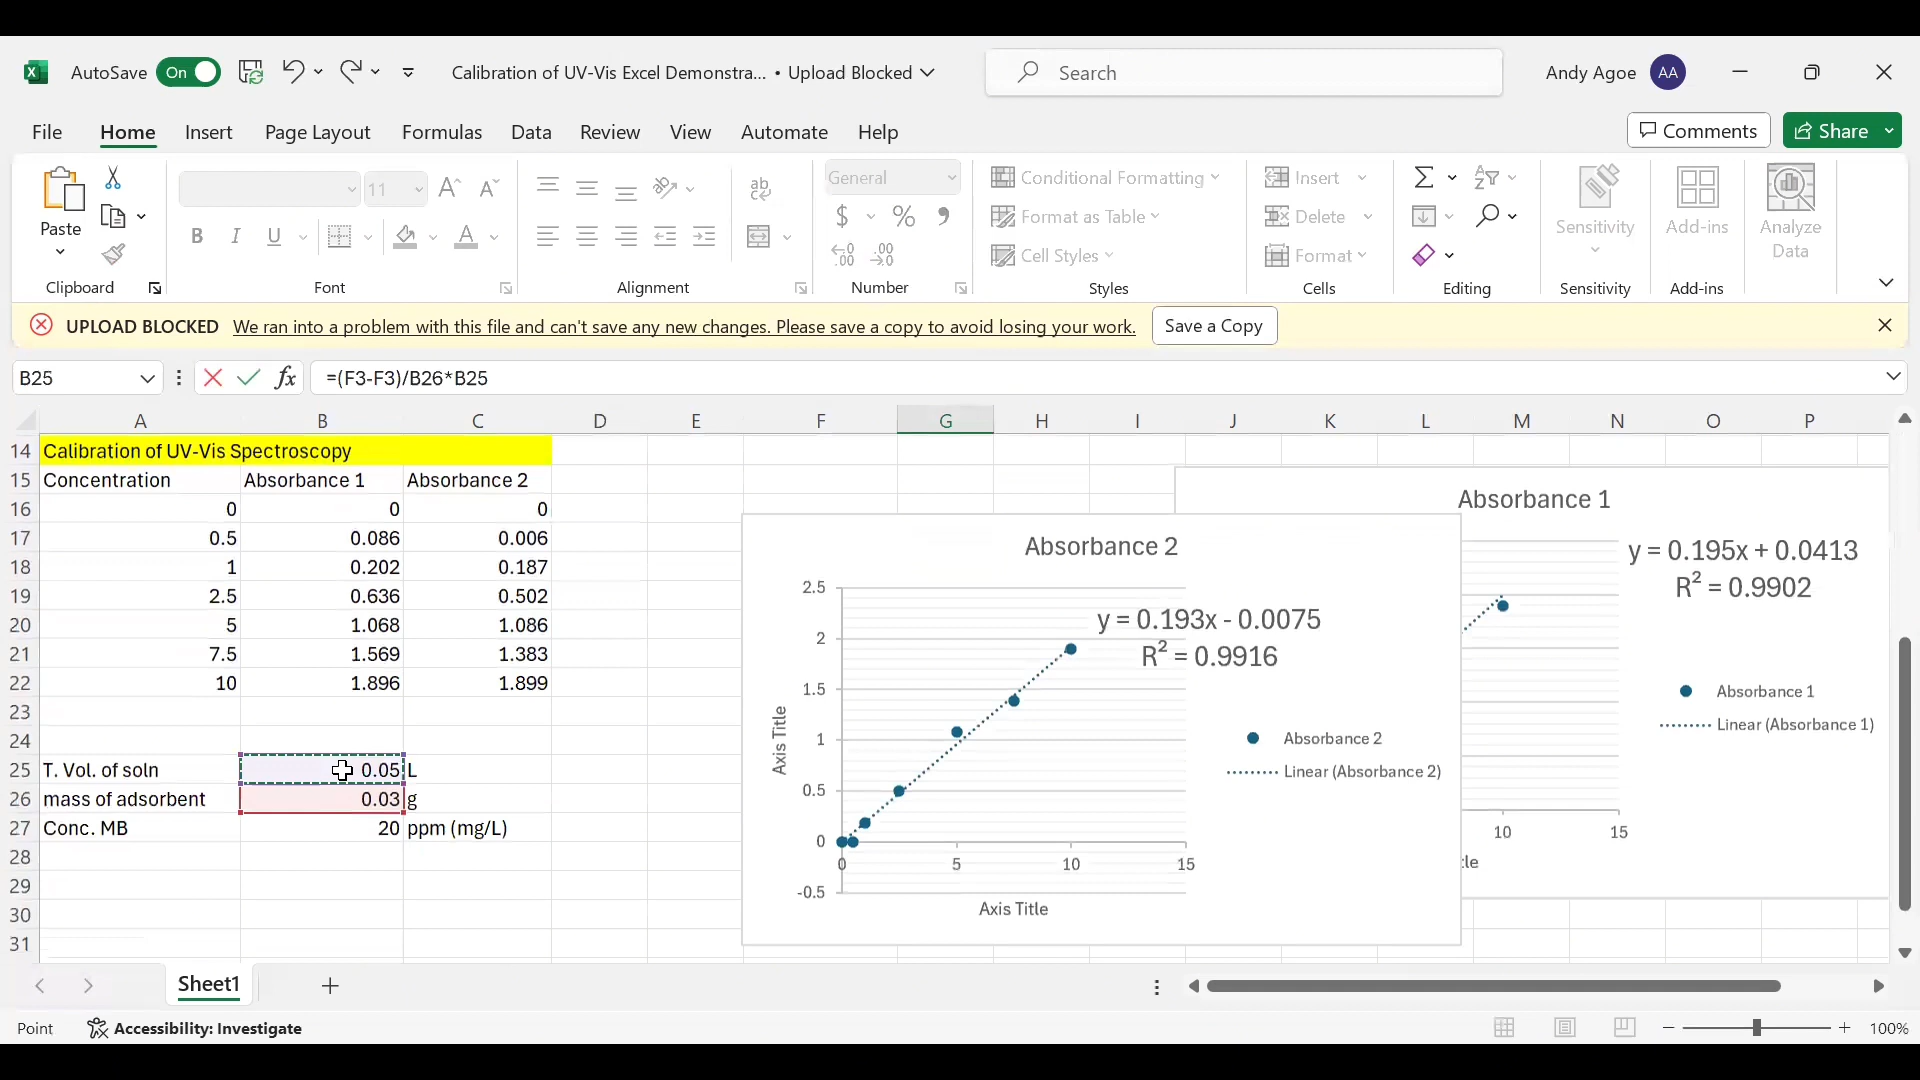 AutoSave On Calibration of UV-Vis Excel Demonstra... • Upload Blocked Search Andy Agoe AA
File Home Insert Page Layout Formulas Data Review View Automate Help Comments Share
Paste 11 General Conditional Formatting Insert Sensitivity Add-ins Analyze Data
B I U A $ % Format as Table Delete
Cell Styles Format
Clipboard Font Alignment Number Styles Cells Editing Sensitivity Add-ins
UPLOAD BLOCKED We ran into a problem with this file and can't save any new changes. Please save a copy to avoid losing your work. Save a Copy
B25 fx =(F3-F3)/B26*B25
A B C D E F G H I J K L M N O P
14 Calibration of UV-Vis Spectroscopy
15 Concentration Absorbance 1 Absorbance 2
16 0 0 0
17 0.5 0.086 0.006
18 1 0.202 0.187
19 2.5 0.636 0.502
20 5 1.068 1.086
21 7.5 1.569 1.383
22 10 1.896 1.899
23
24
25 T. Vol. of soln 0.05 L
26 mass of adsorbent 0.03 g
27 Conc. MB 20 ppm (mg/L)
28
29
30
31
Absorbance 2
2.5
2
1.5
1
0.5
0
-0.5
0 5 10 15
Axis Title
Axis Title
y = 0.193x - 0.0075
R² = 0.9916
Absorbance 2
Linear (Absorbance 2)
Absorbance 1
y = 0.195x + 0.0413
R² = 0.9902
Absorbance 1
Linear (Absorbance 1)
10 15
tle
Sheet1
Point Accessibility: Investigate 100%